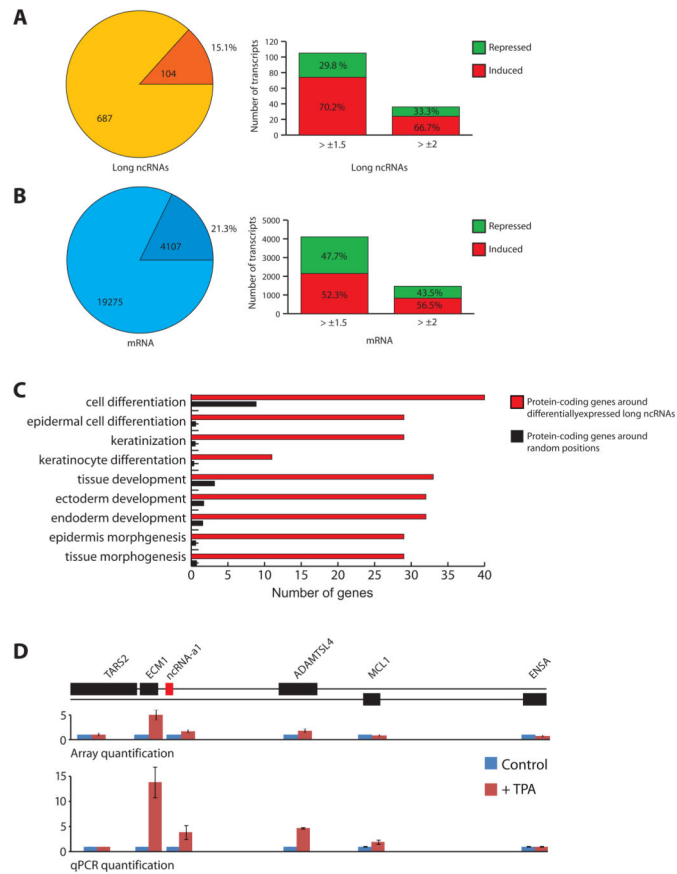 A
15.1%
104
687
Long ncRNAs
Number of transcripts
120
100
80
60
40
20
0
29.8 %
70.2%
33.3%
66.7%
> ±1.5
> ±2
Long ncRNAs
Repressed
Induced
B
21.3%
4107
19275
mRNA
Number of transcripts
5000
4000
3000
2000
1000
0
47.7%
52.3%
43.5%
56.5%
> ±1.5
> ±2
mRNA
Repressed
Induced
C
cell differentiation
epidermal cell differentiation
keratinization
keratinocyte differentation
tissue development
ectoderm development
endoderm development
epidermis morphgenesis
tissue morphogenesis
0 5 10 15 20 25 30 35 40
Number of genes
Protein-coding genes around
differentiallyexpressed long ncRNAs
Protein-coding genes around
random positions
D
TARS2
ECM1
ncRNA-a1
ADAMTSL4
MCL1
ENSA
5
0
Array quantification
Control
+ TPA
15
10
5
0
qPCR quantification